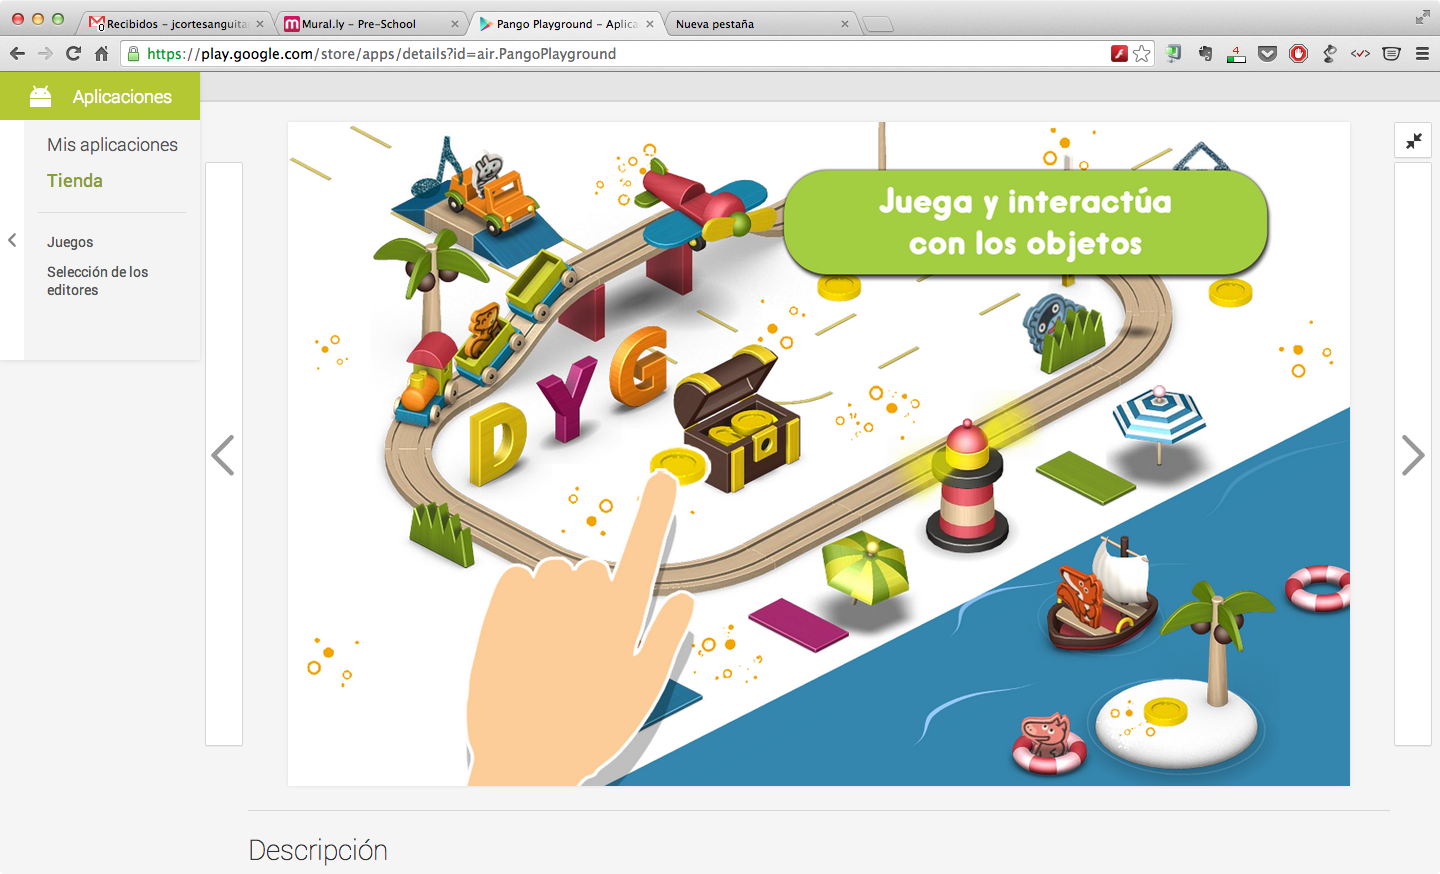 Recibidos – jcortesanguita
Mural.ly – Pre-School
Pango Playground – Aplica
Nueva pestaña
https://play.google.com/store/apps/details?id=air.PangoPlayground
4
Aplicaciones
Mis aplicaciones
Tienda
Juegos
Selección de los
editores
Juega y interactúa
con los objetos
D Y G
Descripción